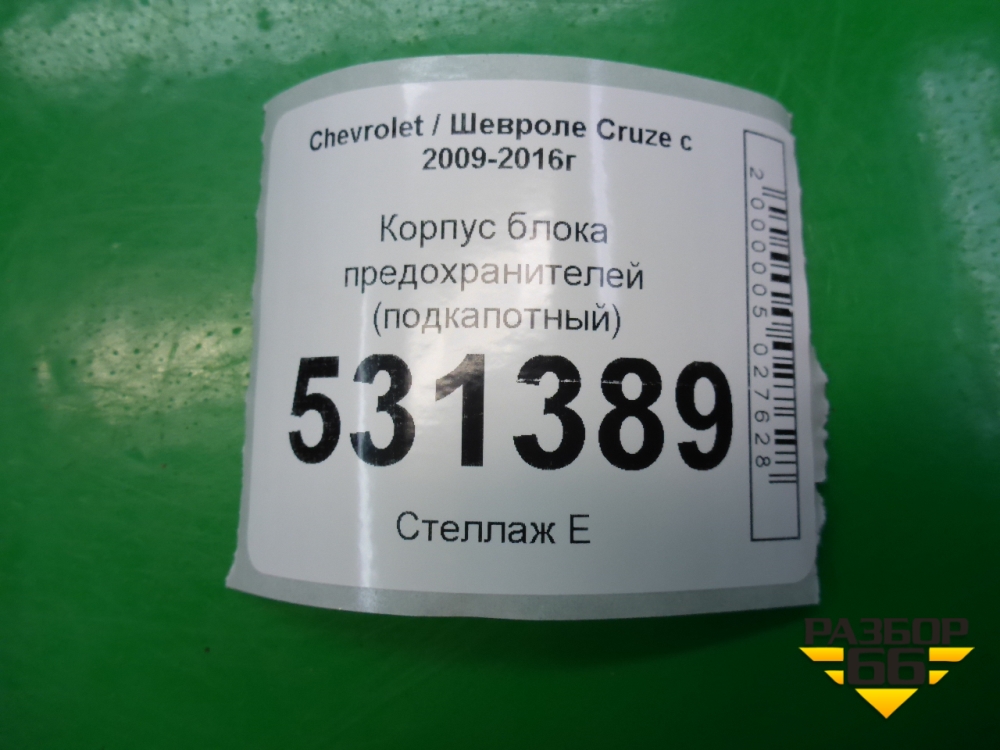 Chevrolet / Шевроле Cruze с
2009-2016г
Корпус блока
предохранителей
(подкапотный)
531389
Стеллаж Е
2000005027628
РАЗБОР
66